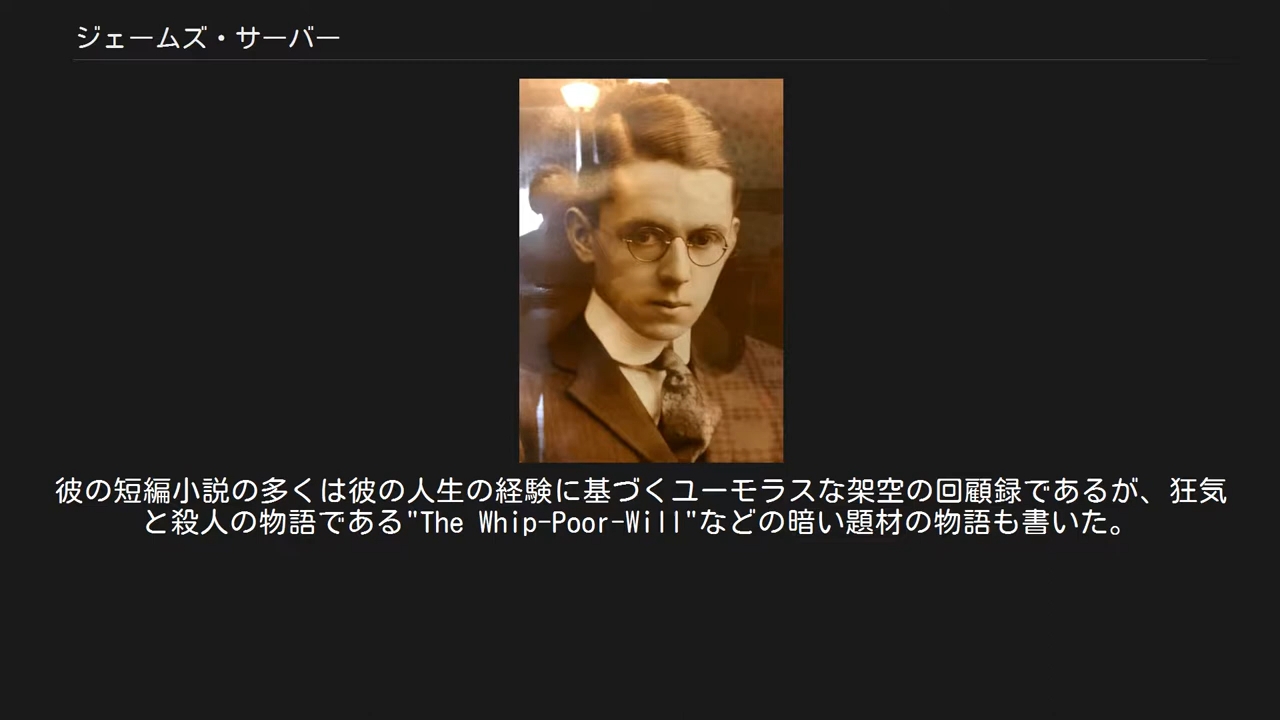 ジェームズ・サーバー
彼の短編小説の多くは彼の人生の経験に基づくユーモラスな架空の回顧録であるが、狂気
と殺人の物語である"The Whip-Poor-Will"などの暗い題材の物語も書いた。